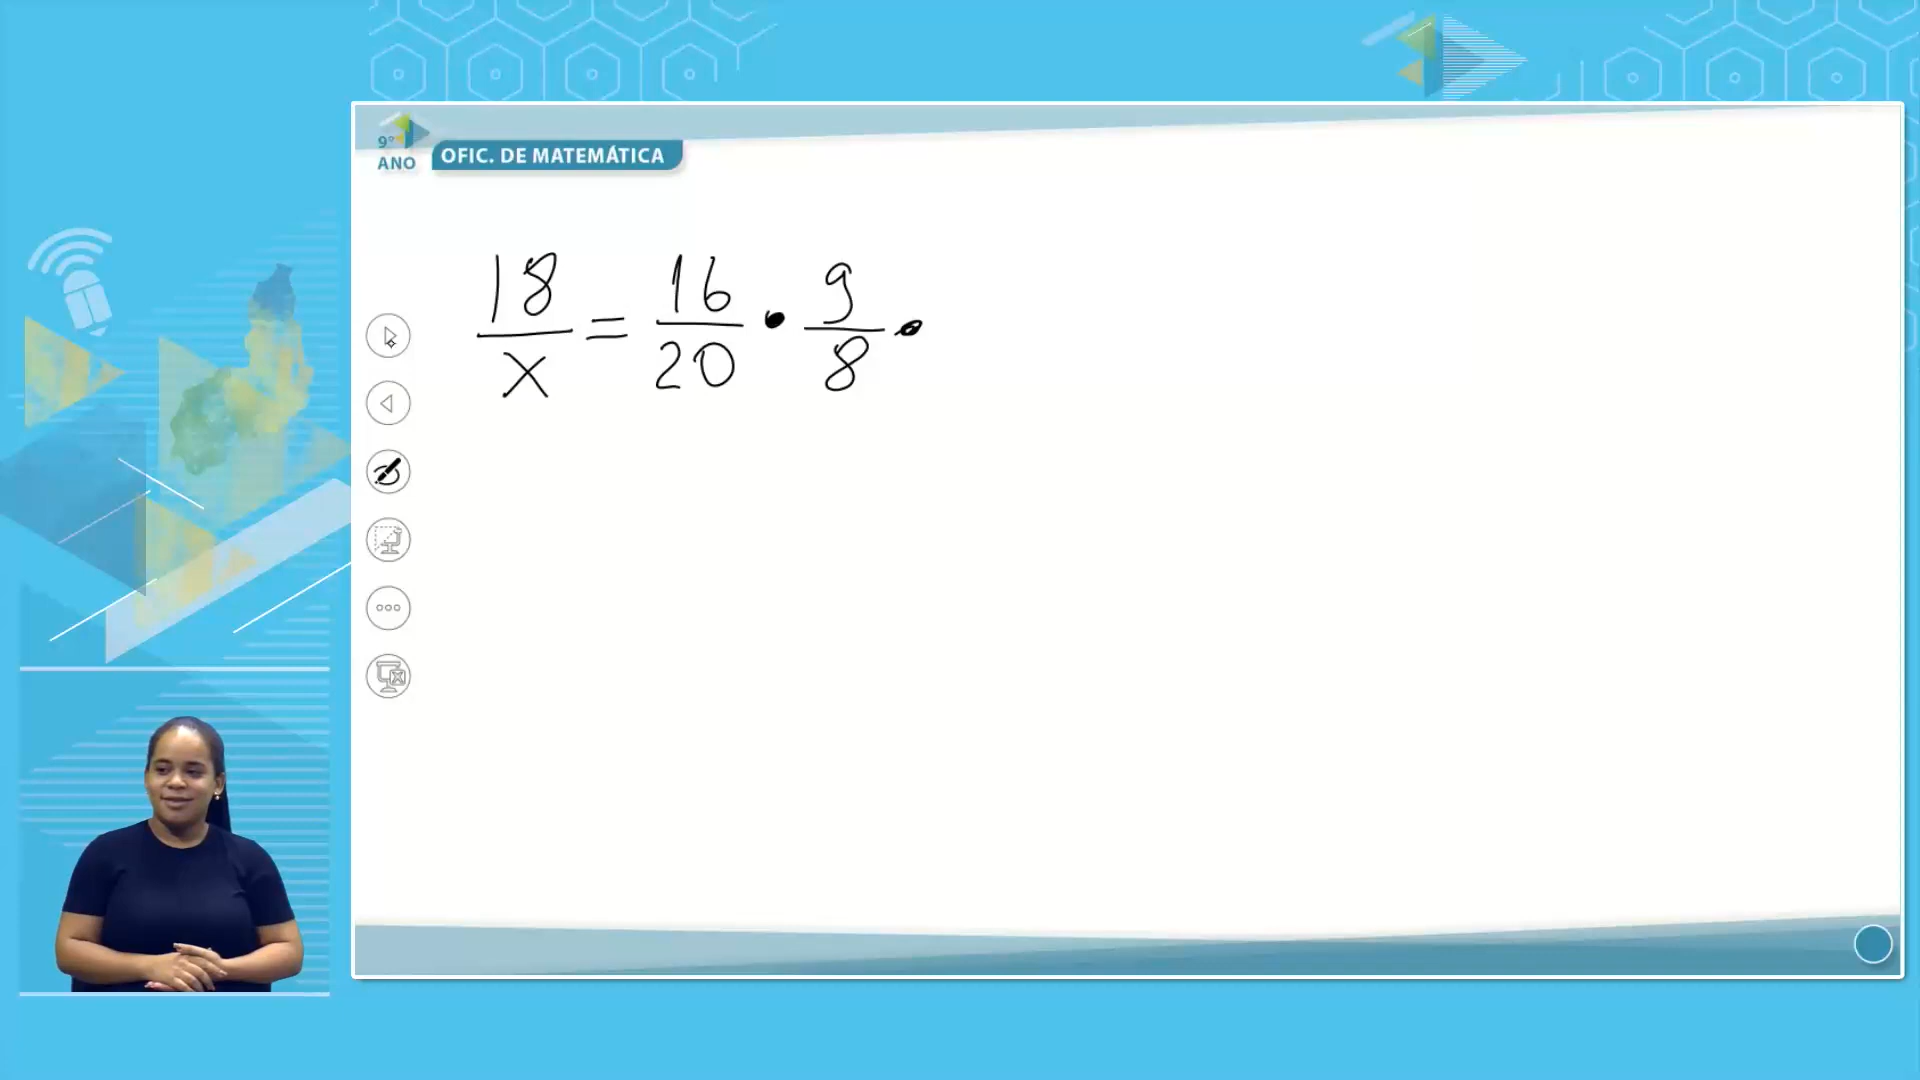 9º
ANO
OFIC. DE MATEMÁTICA
18/x = 16/20 • 9/8 •